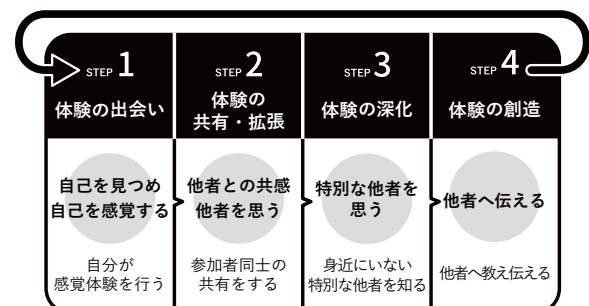 STEP 1
体験の出会い
自己を見つめ
自己を感覚する
自分が
感覚体験を行う
STEP 2
体験の
共有・拡張
他者との共感
他者を思う
参加者同士の
共有をする
STEP 3
体験の深化
特別な他者を
思う
身近にいない
特別な他者を知る
STEP 4
体験の創造
他者へ伝える
他者へ教え伝える